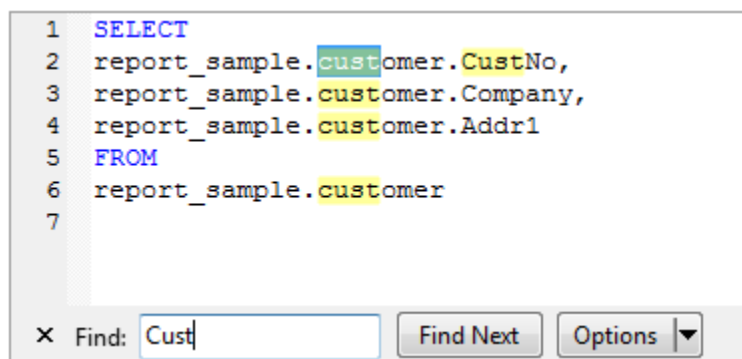 1 SELECT
2 report_sample.customer.CustNo,
3 report_sample.customer.Company,
4 report_sample.customer.Addr1
5 FROM
6 report_sample.customer
7
× Find: Cust Find Next Options